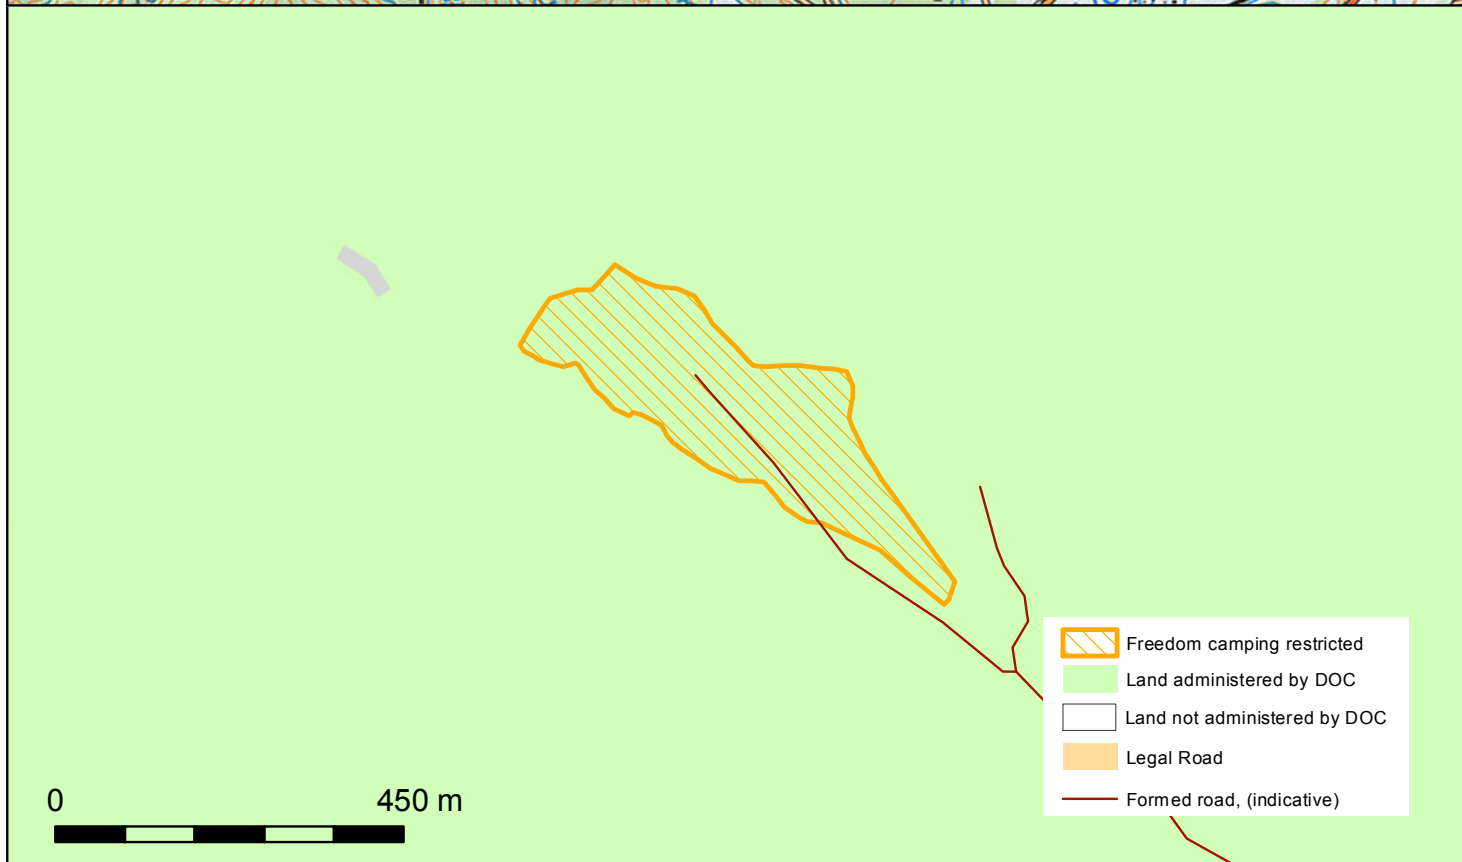 Freedom camping restricted
Land administered by DOC
Land not administered by DOC
Legal Road
Formed road, (indicative)
0 450 m